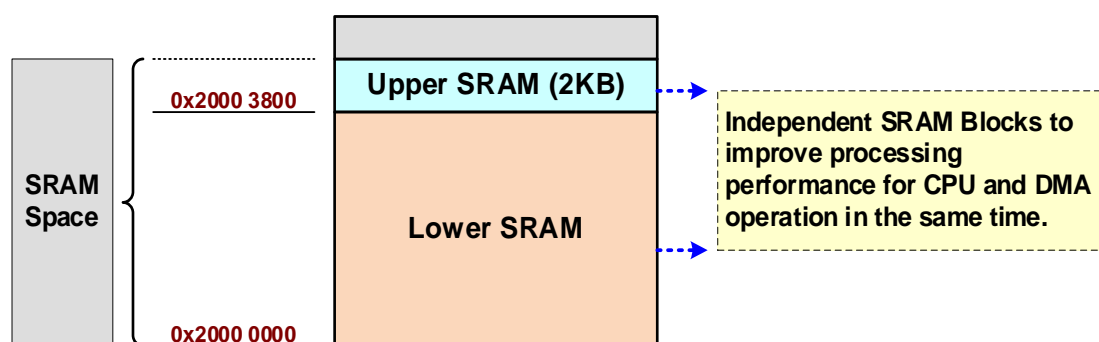 Upper SRAM (2KB)
0x2000 3800
Independent SRAM Blocks to
improve processing
performance for CPU and DMA
operation in the same time.
SRAM
Space
Lower SRAM
0x2000 0000